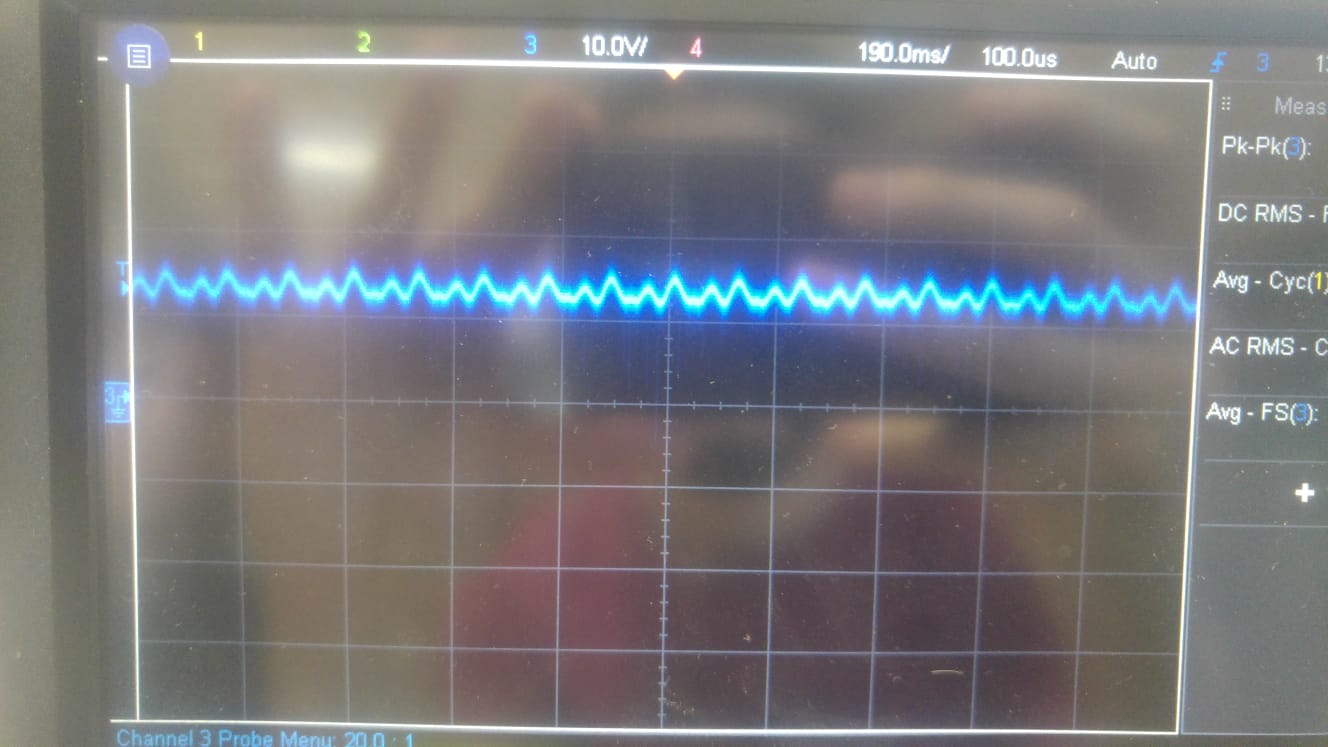 1 2 3 10.0V/ 4 190.0ms/ 100.0us Auto 3
Meas
Pk-Pk(3):
T
DC RMS - F
Avg - Cyc(1)
AC RMS - C
3
Avg - FS(3):
+
Channel 3 Probe Menu: 20.0 : 1